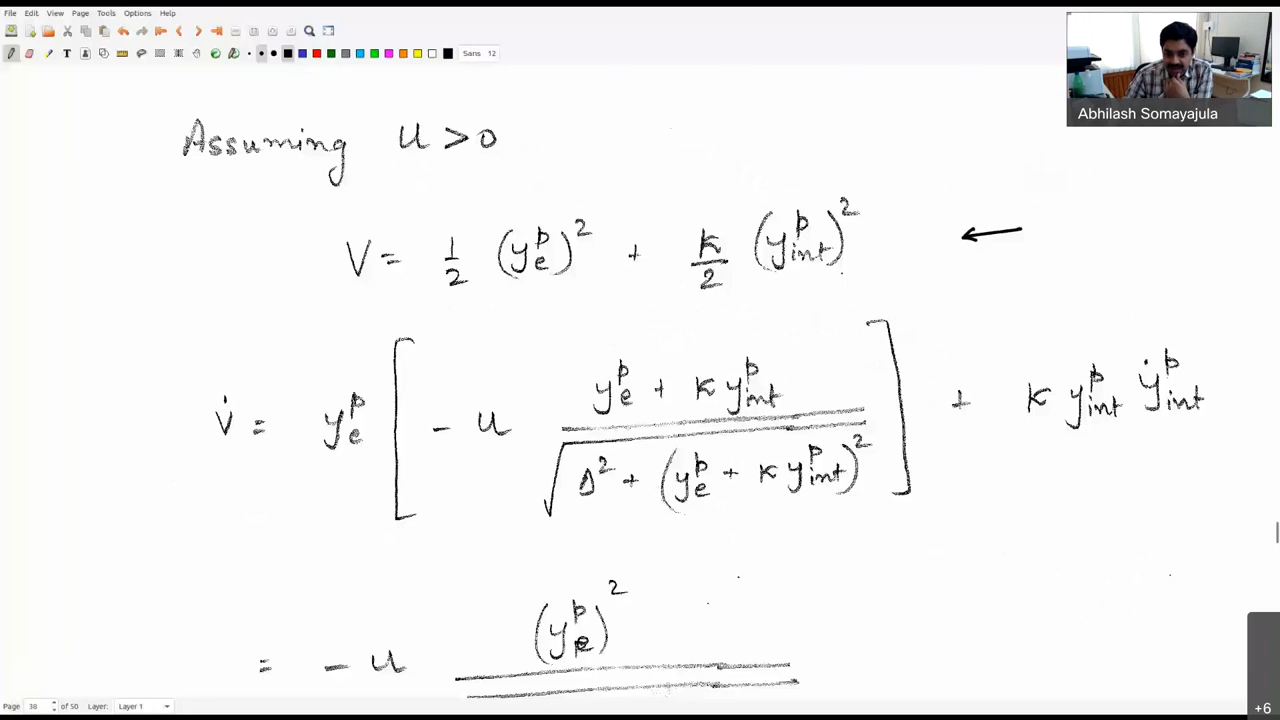 File Edit View Page Tools Options Help
Sans 12
Abhilash Somayajula
Assuming U > 0
V = 1/2 (y_e^p)^2 + κ/2 (y_int^p)^2 ←
V̇ = y_e^p [ - U (y_e^p + κ y_int^p) / √(Δ^2 + (y_e^p + κ y_int^p)^2) ] + κ y_int^p ẏ_int^p
= - U (y_e^p)^2
Page 38 of 50 Layer: Layer 1
+6